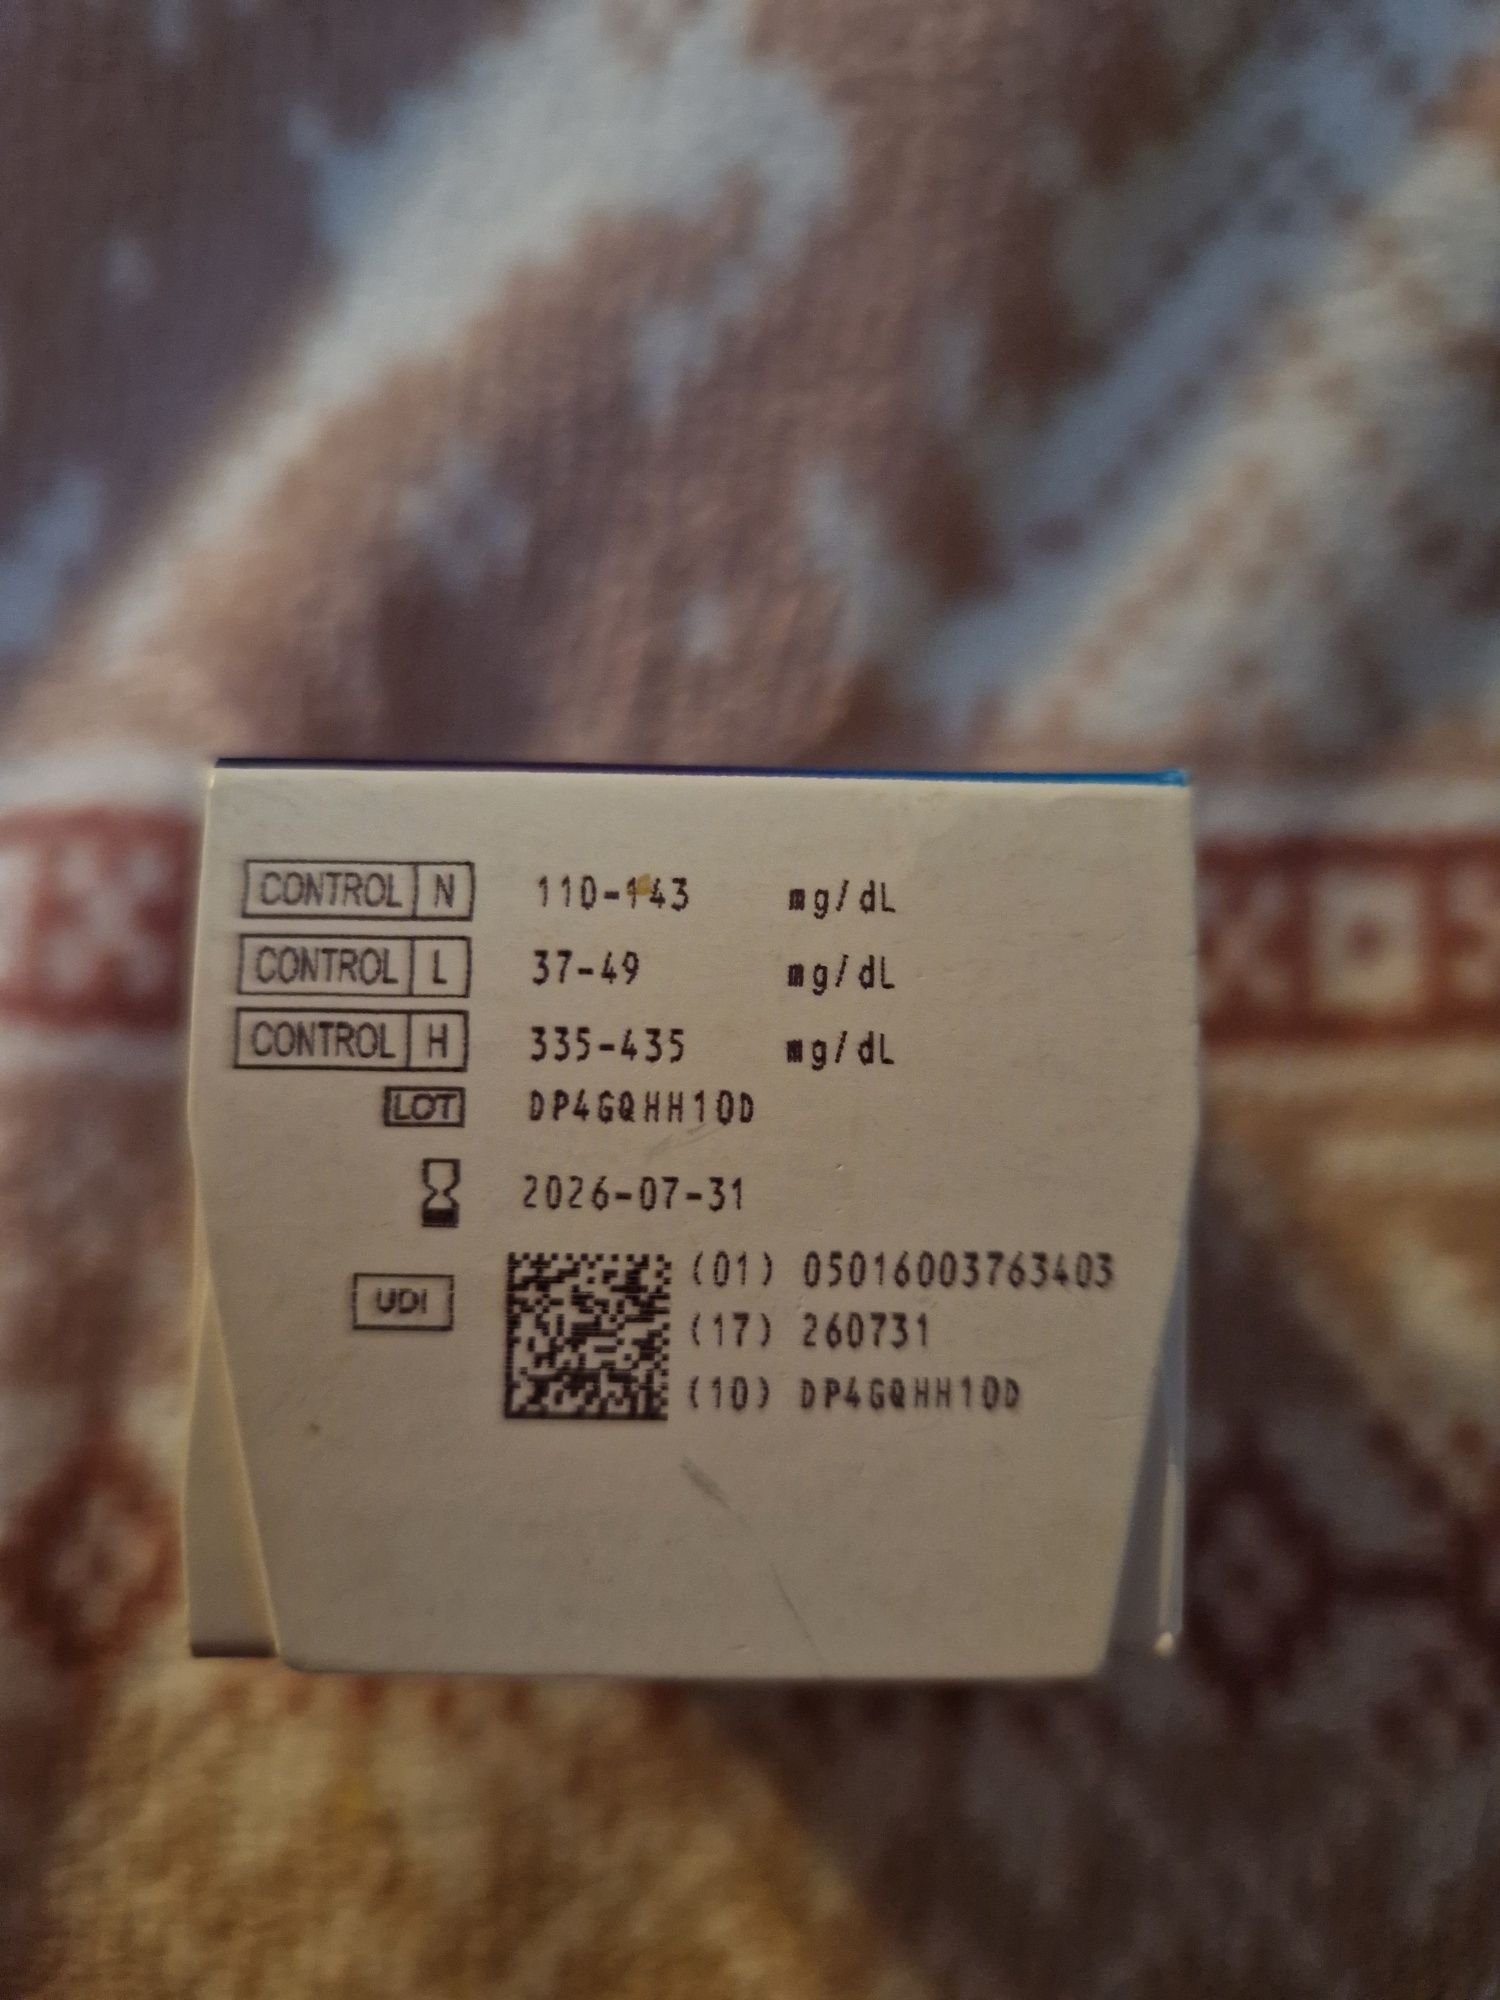 CONTROL N 110-143 mg/dL
CONTROL L 37-49 mg/dL
CONTROL H 335-435 mg/dL
LOT DP4GQHH10D
2026-07-31
UDI (01) 05016003763403
(17) 260731
(10) DP4GQHH10D